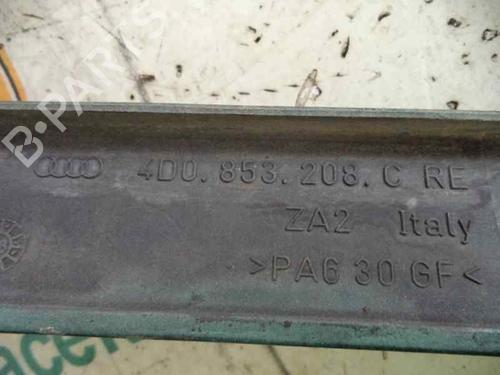 4D0. 853. 208. C RE
ZA2 Italy
>PA6 30 GF<
B-PARTS